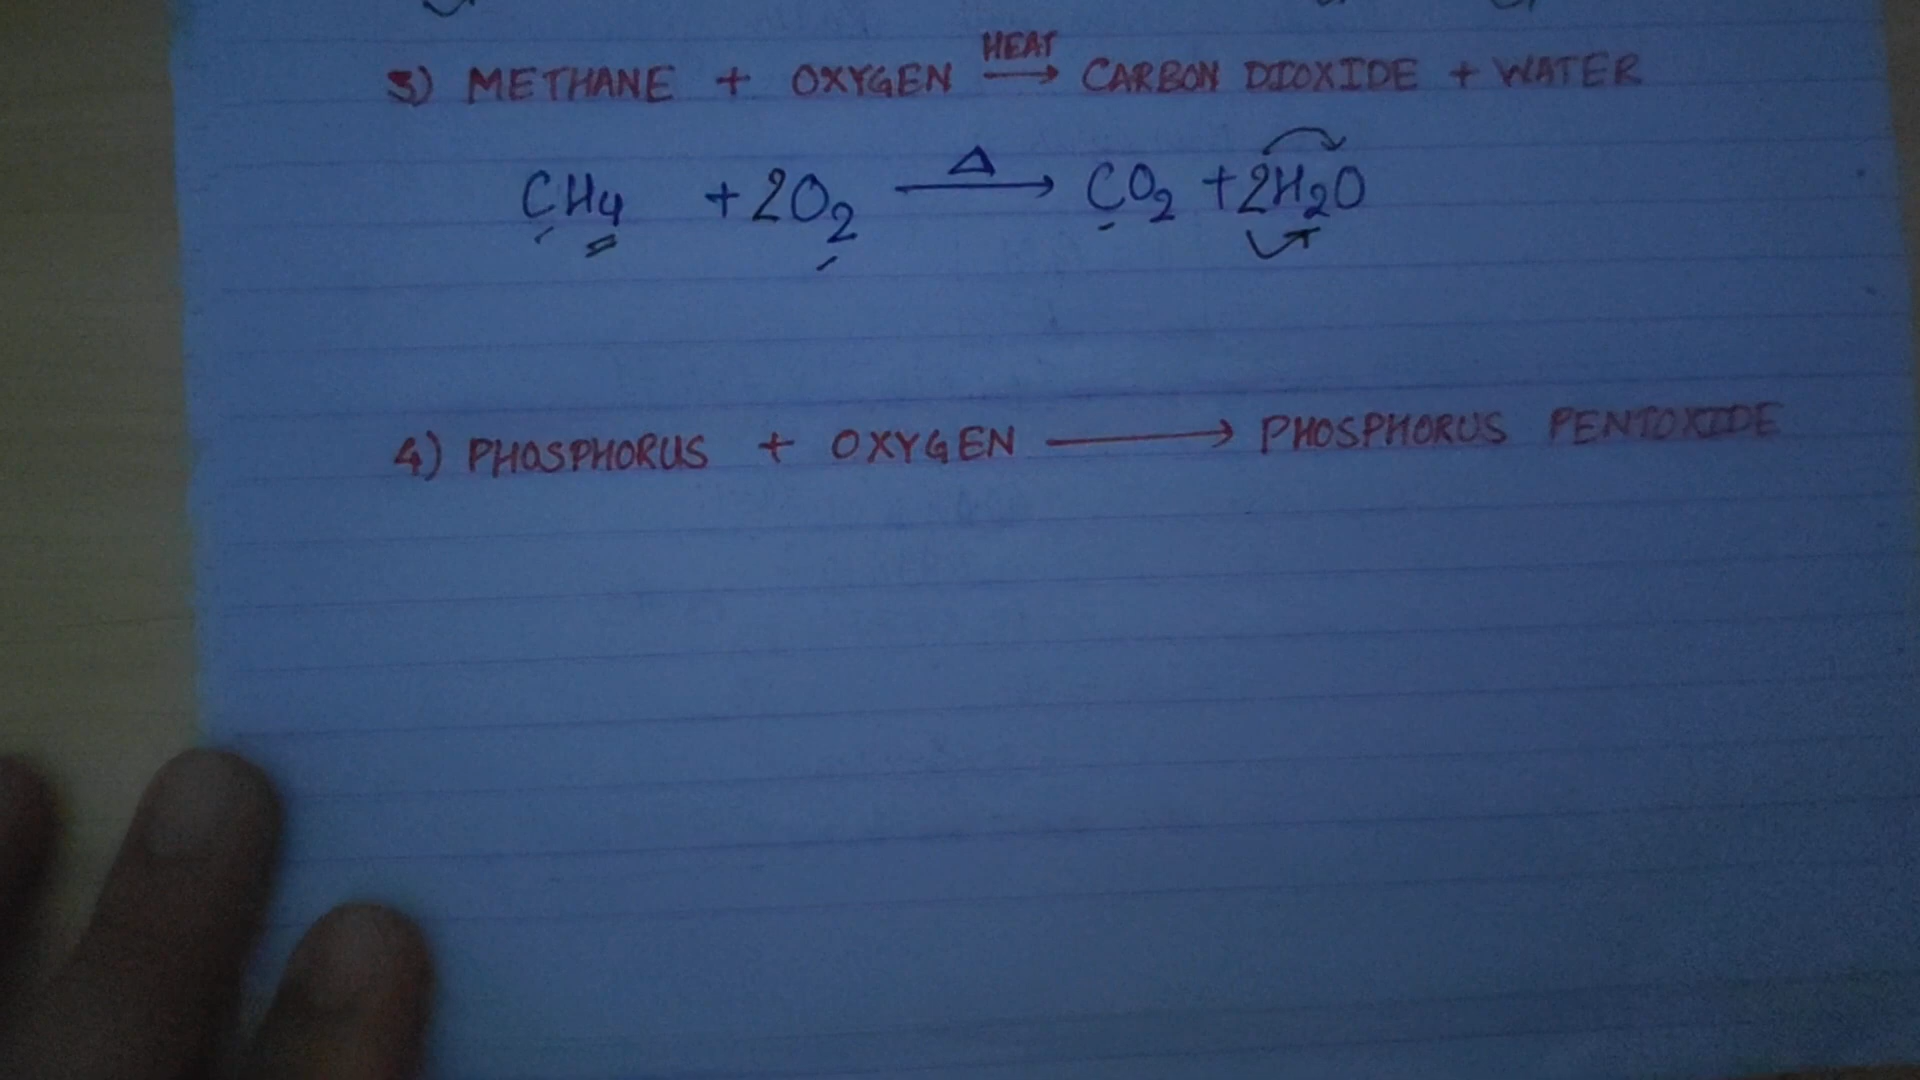 HEAT
3) METHANE + OXYGEN → CARBON DIOXIDE + WATER
Δ
CH₄ + 2O₂ → CO₂ + 2H₂O
4) PHOSPHORUS + OXYGEN → PHOSPHORUS PENTOXIDE